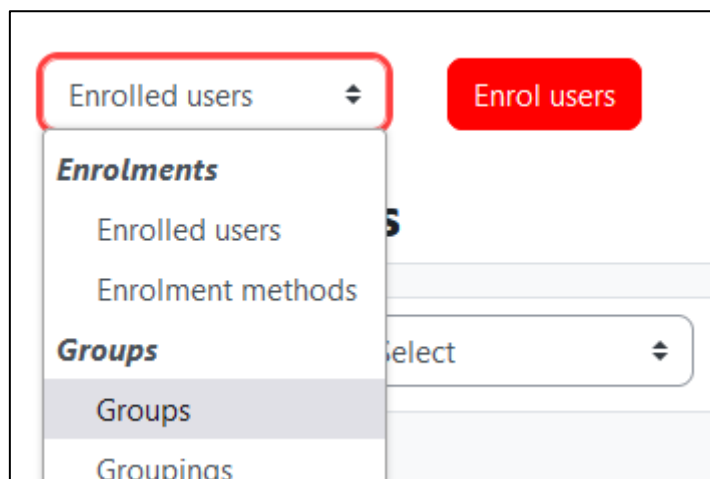 Enrolled users
Enrol users
Enrolments
Enrolled users
Enrolment methods
Groups
Select
Groups
Groupings